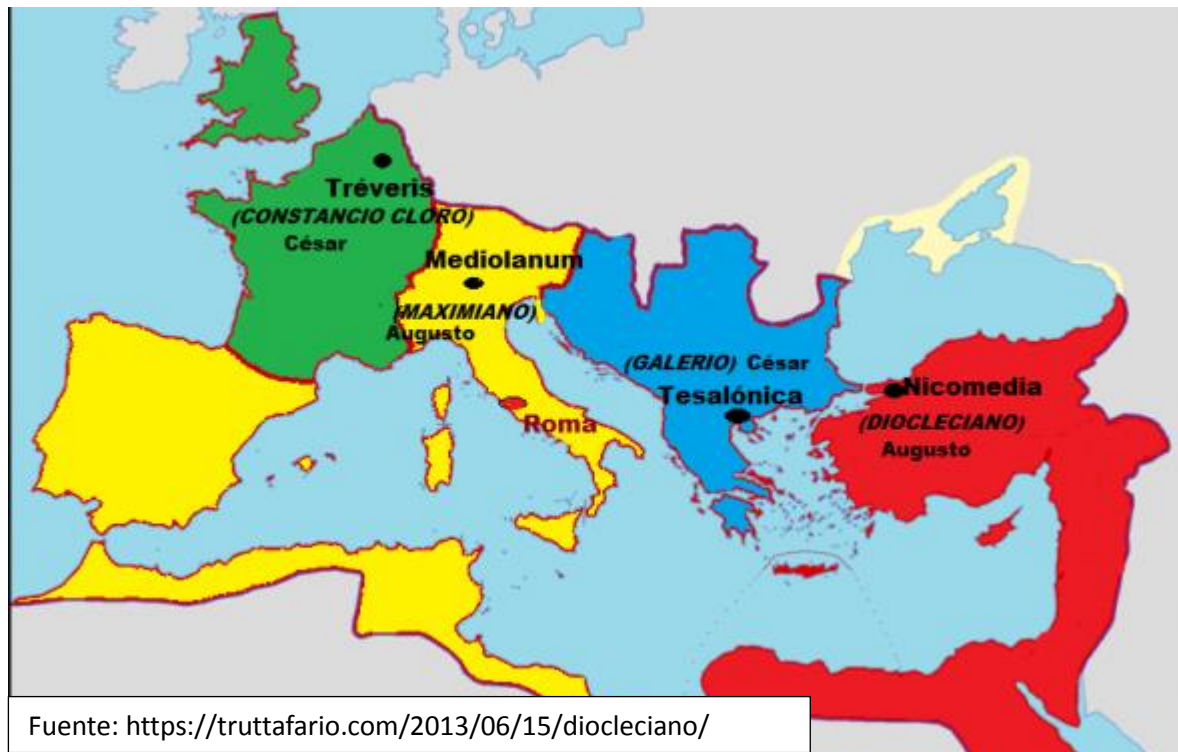 Tréveris
(CONSTANCIO CLORO)
César
Mediolanum
(MAXIMIANO)
Augusto
Roma
(GALERIO) César
Tesalónica
Nicomedia
(DIOCLECIANO)
Augusto
Fuente: https://truttafario.com/2013/06/15/diocleciano/